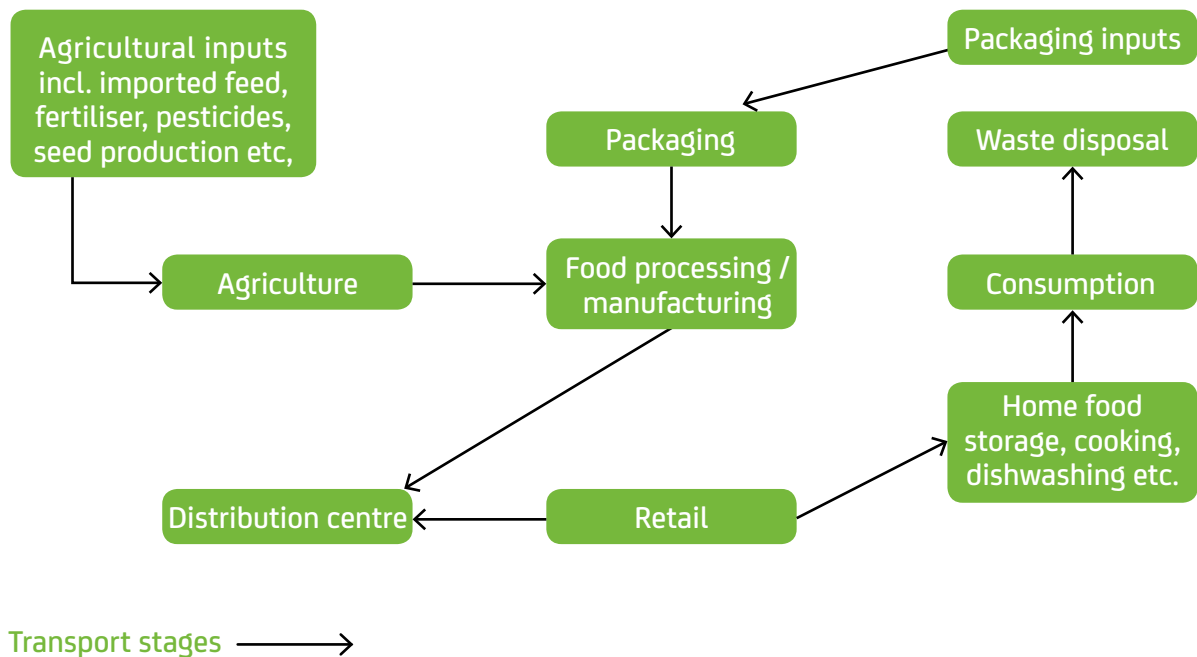 Agricultural inputs
incl. imported feed,
fertiliser, pesticides,
seed production etc,
Packaging inputs
Packaging
Waste disposal
Agriculture
Food processing /
manufacturing
Consumption
Home food
storage, cooking,
dishwashing etc.
Distribution centre
Retail
Transport stages